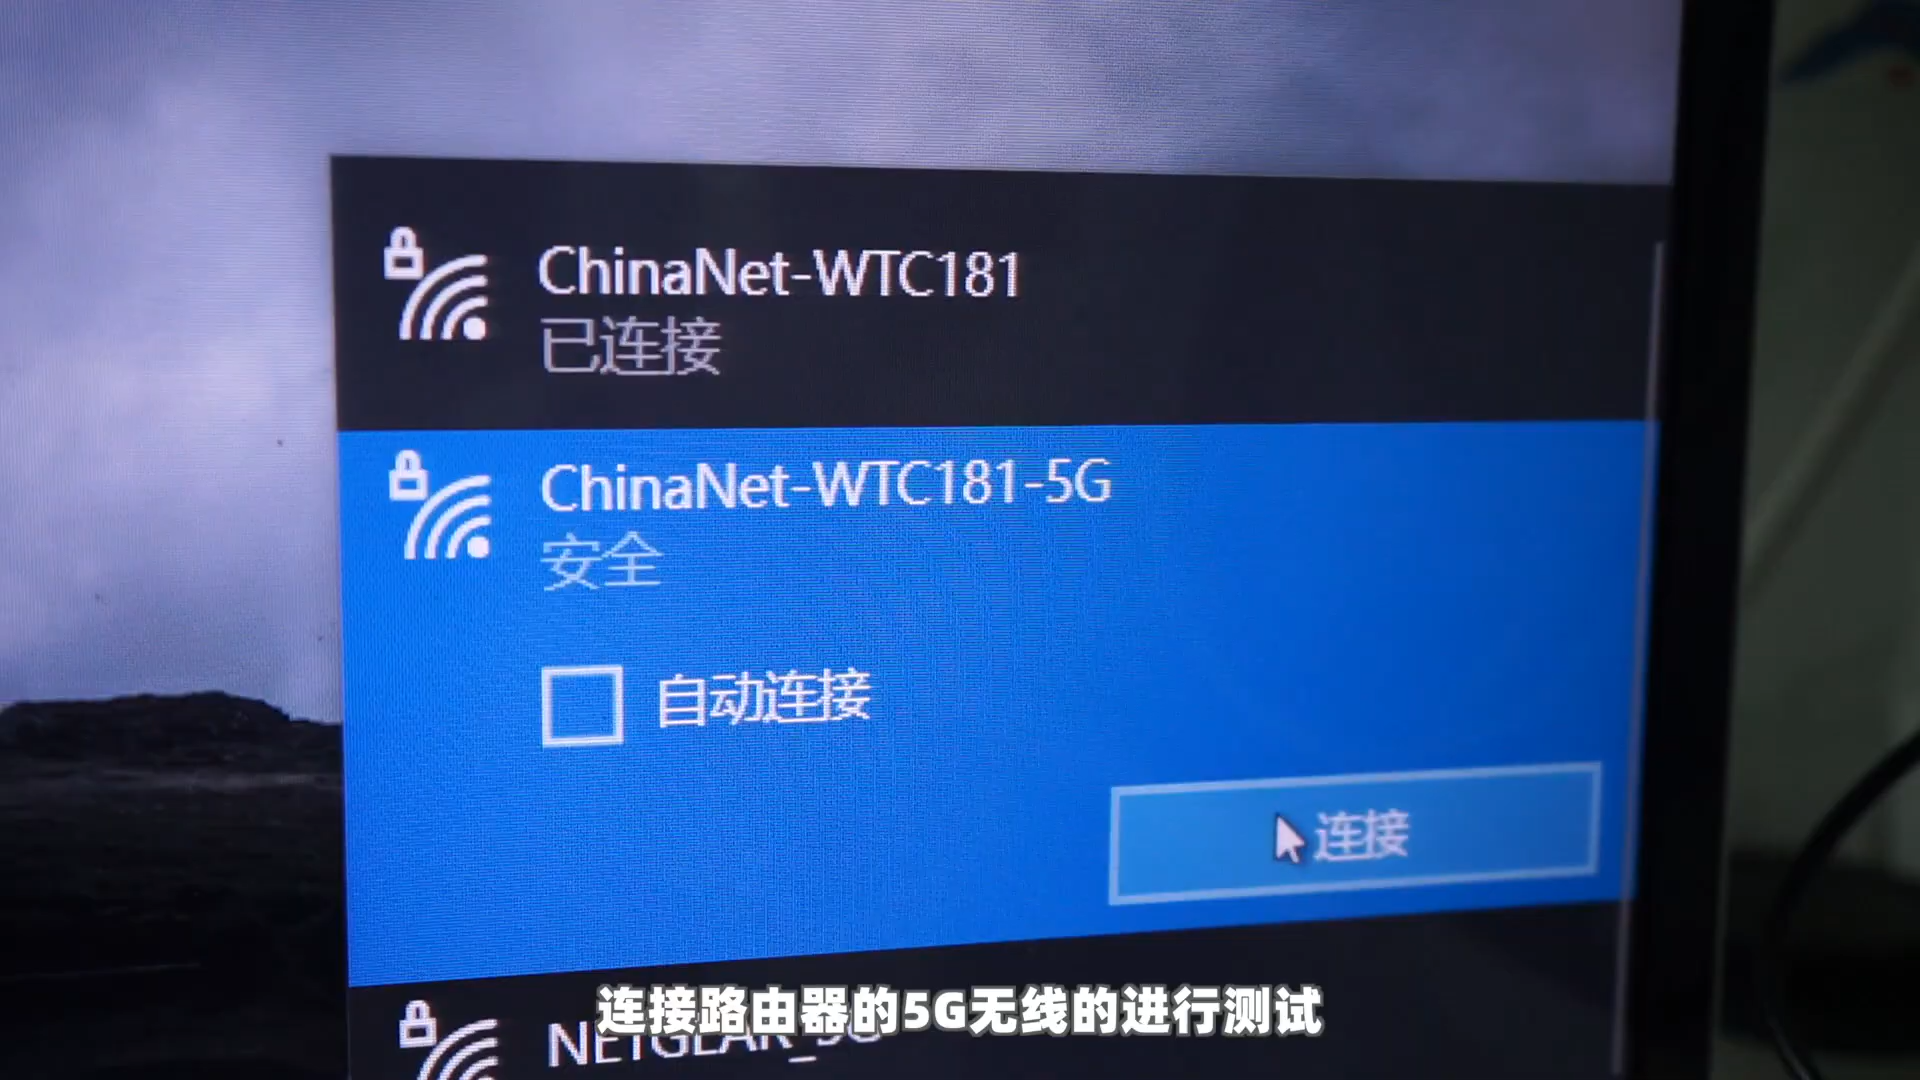 ChinaNet-WTC181
已连接
ChinaNet-WTC181-5G
安全
自动连接
连接
连接路由器的5G无线的进行测试
NETGEAR_5G